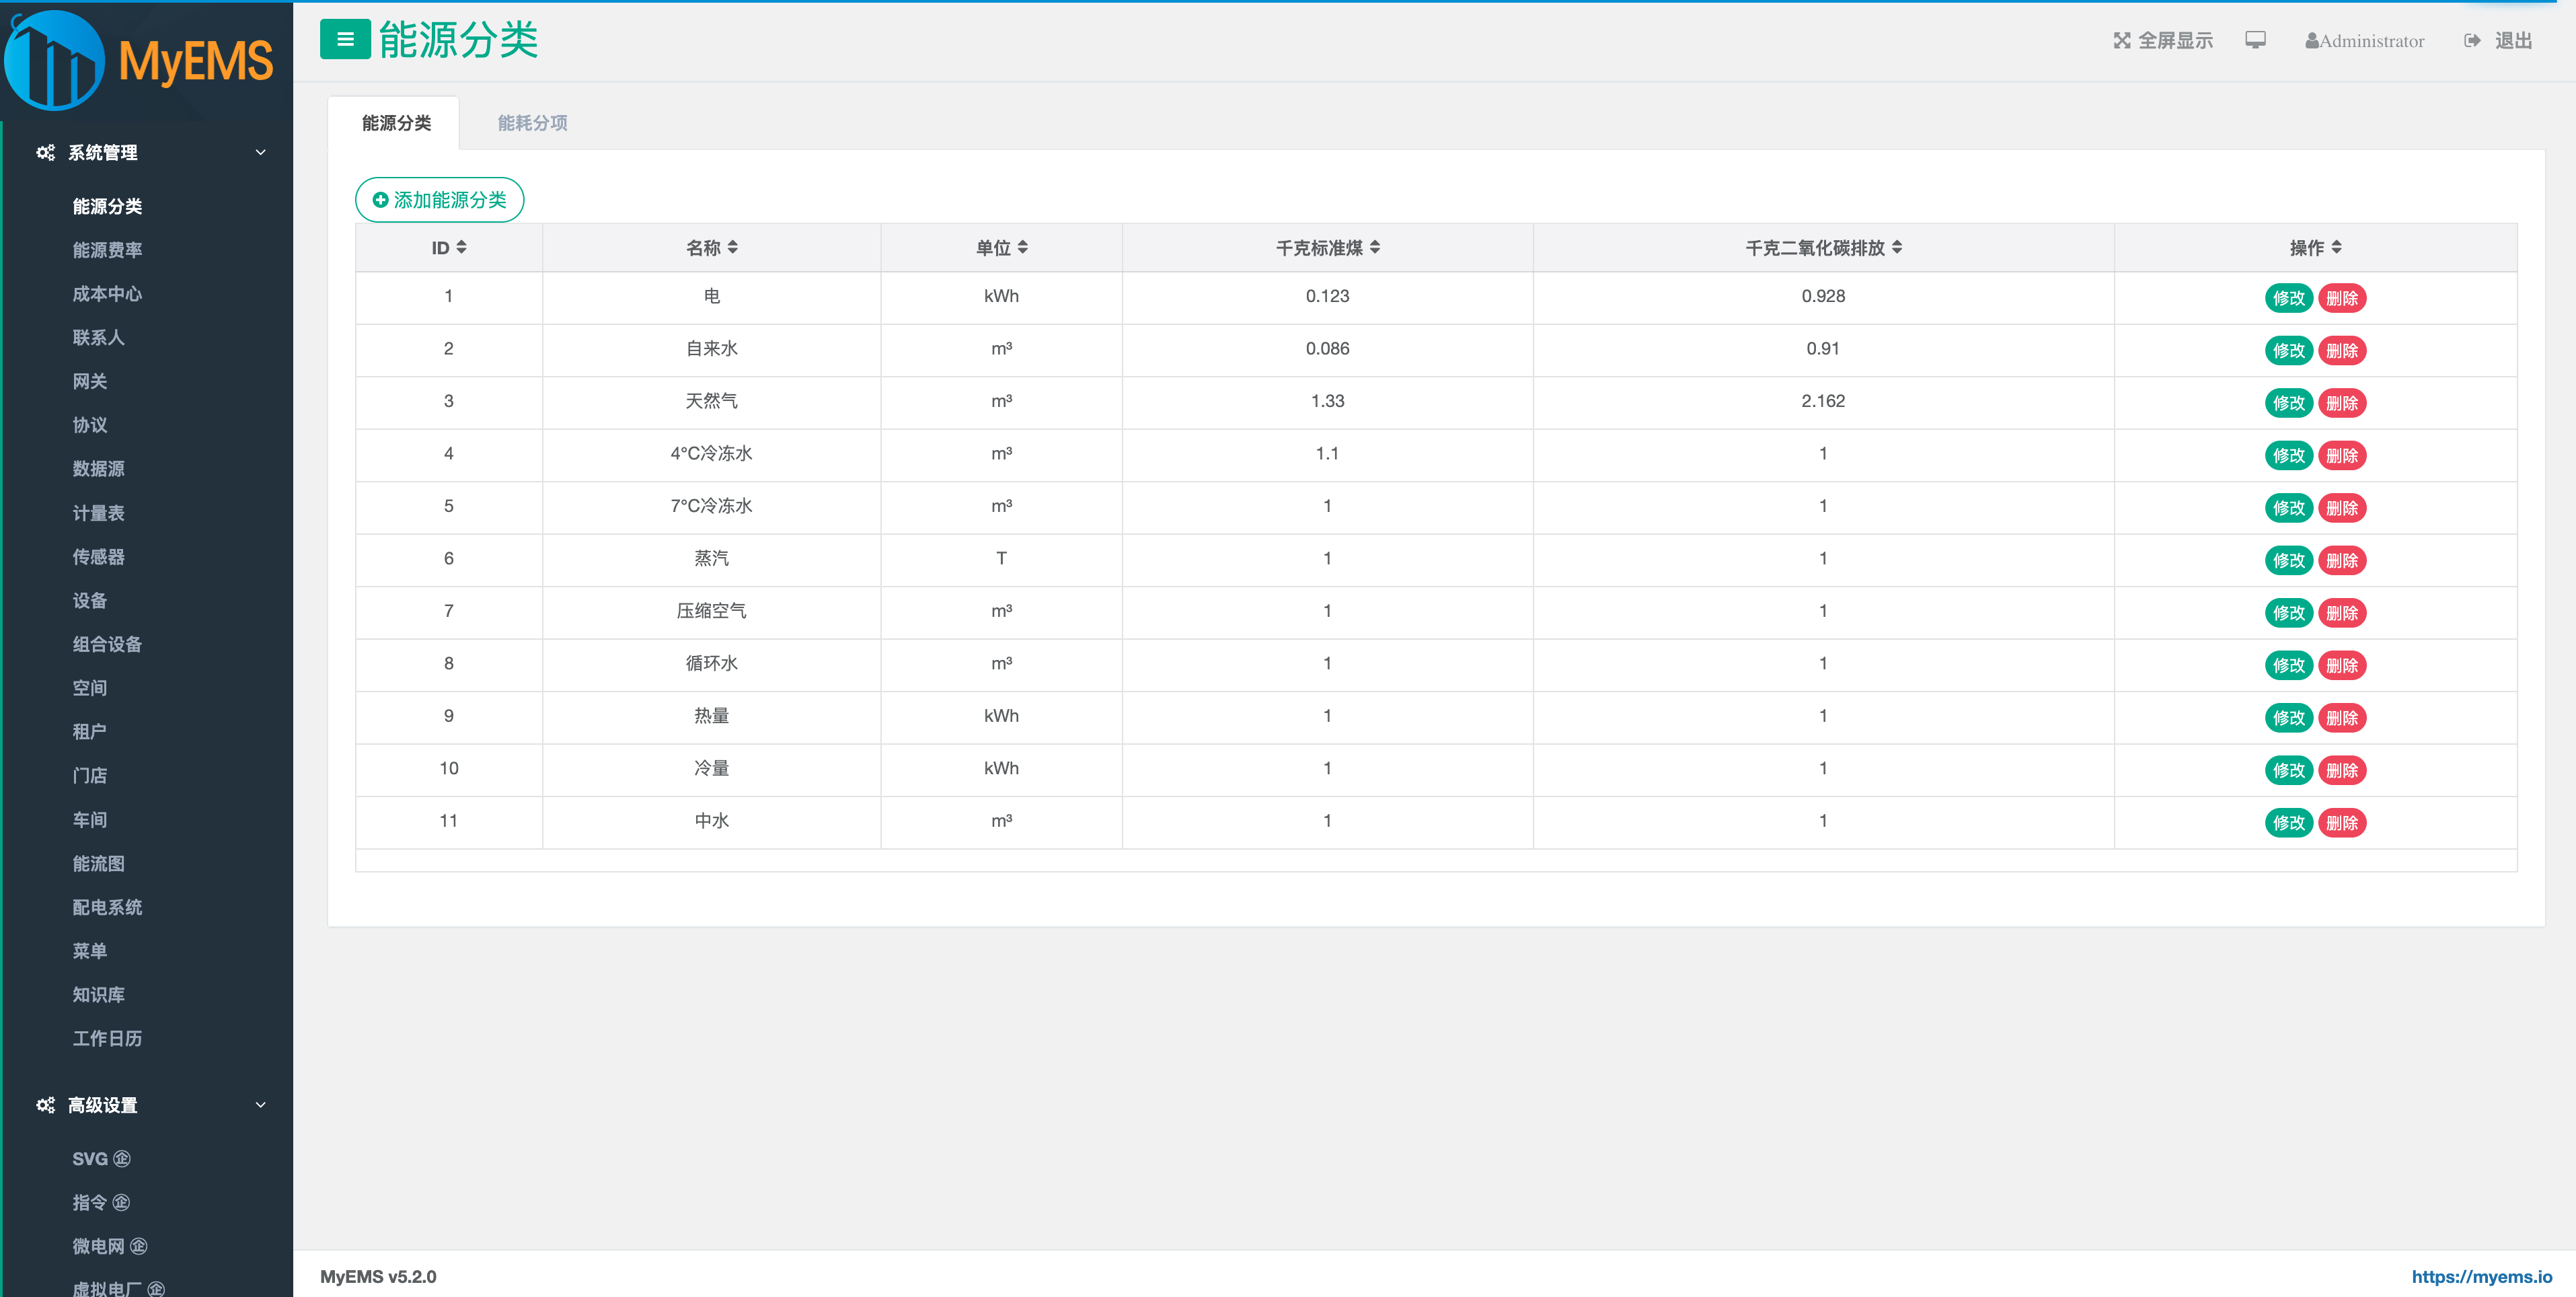 MyEMS
能源分类
全屏显示
Administrator
退出
系统管理
能源分类
能源费率
成本中心
联系人
网关
协议
数据源
计量表
传感器
设备
组合设备
空间
租户
门店
车间
能流图
配电系统
菜单
知识库
工作日历
高级设置
SVG ㊭
指令 ㊭
微电网 ㊭
虚拟电厂 ㊭
能源分类 能耗分项
添加能源分类
ID 名称 单位 千克标准煤 千克二氧化碳排放 操作
1 电 kWh 0.123 0.928 修改 删除
2 自来水 m³ 0.086 0.91 修改 删除
3 天然气 m³ 1.33 2.162 修改 删除
4 4°C冷冻水 m³ 1.1 1 修改 删除
5 7°C冷冻水 m³ 1 1 修改 删除
6 蒸汽 T 1 1 修改 删除
7 压缩空气 m³ 1 1 修改 删除
8 循环水 m³ 1 1 修改 删除
9 热量 kWh 1 1 修改 删除
10 冷量 kWh 1 1 修改 删除
11 中水 m³ 1 1 修改 删除
MyEMS v5.2.0
https://myems.io